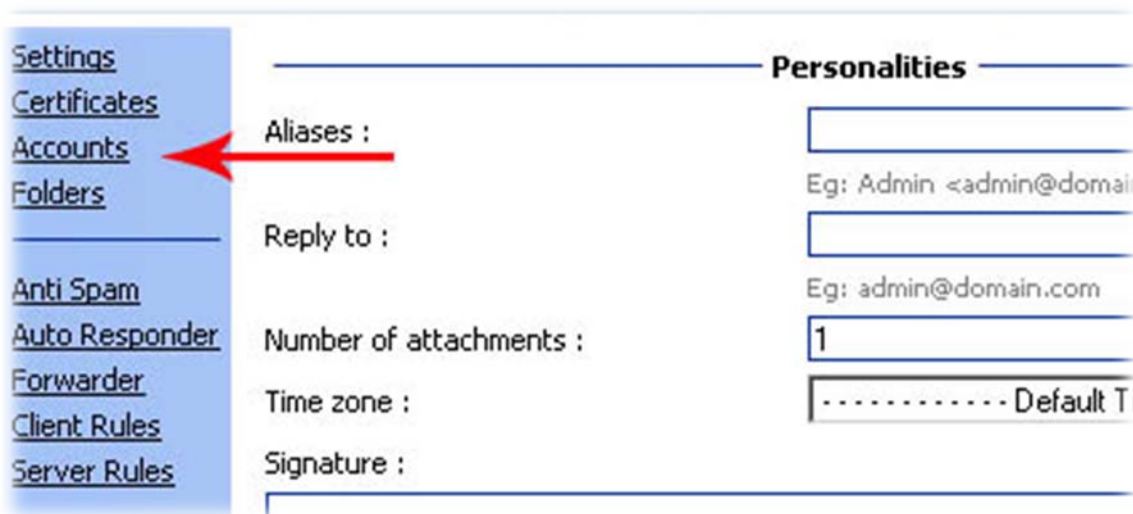 Settings
Certificates
Accounts
Folders
Anti Spam
Auto Responder
Forwarder
Client Rules
Server Rules
Personalities
Aliases :
Eg: Admin <admin@domai
Reply to :
Eg: admin@domain.com
Number of attachments :
1
Time zone :
------------ Default T
Signature :